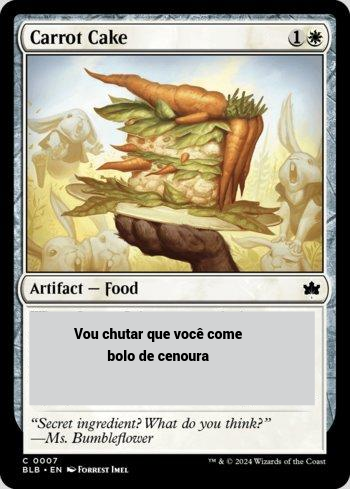 Carrot Cake 1
Artifact — Food
Vou chutar que você come
bolo de cenoura
“Secret ingredient? What do you think?”
—Ms. Bumbleflower
C 0007
BLB • EN Forrest Imel
™ & © 2024 Wizards of the Coast